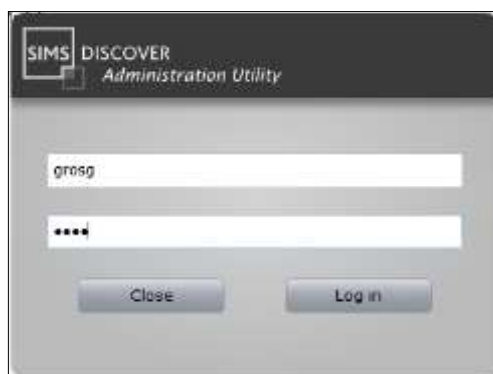 SIMS DISCOVER
Administration Utility
grosg
••••
Close Log in